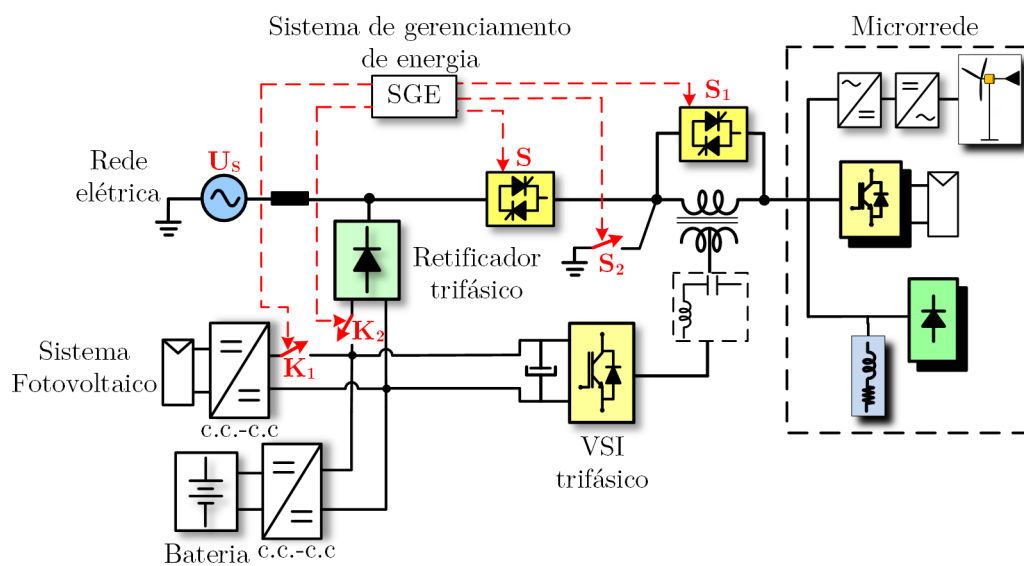 Sistema de gerenciamento
de energia
Microrrede
SGE
S1
S
Rede
elétrica
US
S2
Retificador
trifásico
K2
K1
Sistema
Fotovoltaico
c.c.-c.c
VSI
trifásico
Bateria
c.c.-c.c